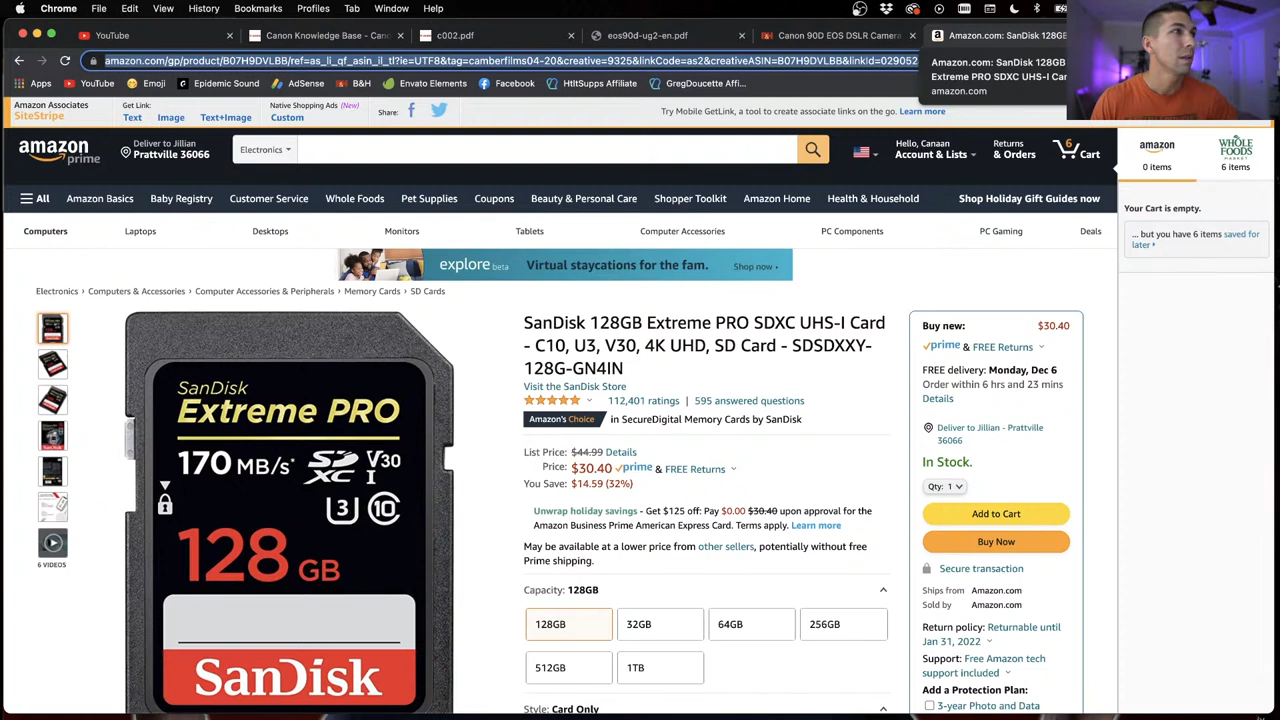 Chrome File Edit View History Bookmarks Profiles Tab Window Help
YouTube
Canon Knowledge Base - Cano
c002.pdf
eos90d-ug2-en.pdf
Canon 90D EOS DSLR Camera
Amazon.com: SanDisk 128GB
amazon.com/gp/product/B07H9DVLBB/ref=as_li_qf_asin_il_tl?ie=UTF8&tag=camberfilms04-20&creative=9325&linkCode=as2&creativeASIN=B07H9DVLBB&linkId=029052
Amazon.com: SanDisk 128GB
Extreme PRO SDXC UHS-I Car
amazon.com
Apps YouTube Emoji Epidemic Sound AdSense B&H Envato Elements Facebook HtltSupps Affiliate GregDoucette Affi...
Amazon Associates
SiteStripe
Get Link:
Text Image Text+Image
Native Shopping Ads (New)
Custom
Share:
Try Mobile GetLink, a tool to create associate links on the go. Learn more
amazon prime
Deliver to Jillian
Prattville 36066
Electronics
Hello, Canaan
Account & Lists
Returns
& Orders
6
Cart
amazon
0 items
WHOLE
FOODS
MARKET
6 items
All Amazon Basics Baby Registry Customer Service Whole Foods Pet Supplies Coupons Beauty & Personal Care Shopper Toolkit Amazon Home Health & Household Shop Holiday Gift Guides now
Your Cart is empty.
... but you have 6 items saved for
later
Computers Laptops Desktops Monitors Tablets Computer Accessories PC Components PC Gaming Deals
explore beta Virtual staycations for the fam. Shop now
Electronics › Computers & Accessories › Computer Accessories & Peripherals › Memory Cards › SD Cards
6 VIDEOS
SanDisk
Extreme PRO
170 MB/s* SD XC I V30
U3 10
128 GB
SanDisk
SanDisk 128GB Extreme PRO SDXC UHS-I Card
- C10, U3, V30, 4K UHD, SD Card - SDSDXXY-
128G-GN4IN
Visit the SanDisk Store
112,401 ratings | 595 answered questions
Amazon's Choice in SecureDigital Memory Cards by SanDisk
List Price: $44.99 Details
Price: $30.40 prime & FREE Returns
You Save: $14.59 (32%)
Unwrap holiday savings - Get $125 off: Pay $0.00 $30.40 upon approval for the
Amazon Business Prime American Express Card. Terms apply. Learn more
May be available at a lower price from other sellers, potentially without free
Prime shipping.
Capacity: 128GB
128GB 32GB 64GB 256GB
512GB 1TB
Style: Card Only
Buy new: $30.40
prime & FREE Returns
FREE delivery: Monday, Dec 6
Order within 6 hrs and 23 mins
Details
Deliver to Jillian - Prattville
36066
In Stock.
Qty: 1
Add to Cart
Buy Now
Secure transaction
Ships from Amazon.com
Sold by Amazon.com
Return policy: Returnable until
Jan 31, 2022
Support: Free Amazon tech
support included
Add a Protection Plan:
3-year Photo and Data